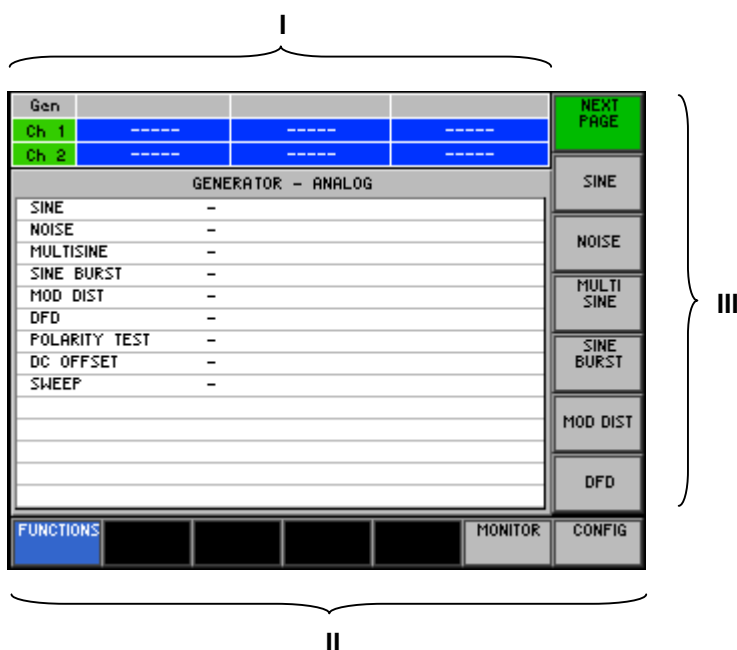 I
Gen
Ch 1 ----- ----- -----
Ch 2 ----- ----- -----
GENERATOR - ANALOG
SINE -
NOISE -
MULTISINE -
SINE BURST -
MOD DIST -
DFD -
POLARITY TEST -
DC OFFSET -
SWEEP -
NEXT
PAGE
SINE
NOISE
MULTI
SINE
SINE
BURST
MOD DIST
DFD
III
FUNCTIONS MONITOR CONFIG
II